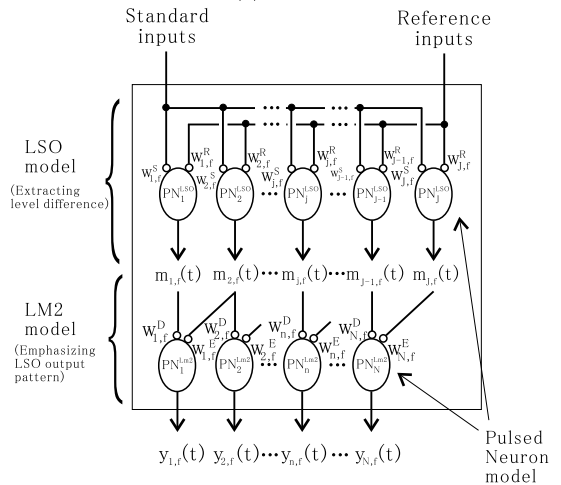 Standard inputs
Reference inputs
LSO model
(Extracting level difference)
W^S_{1,f} W^R_{1,f} W^S_{2,f} W^R_{2,f} W^S_{j,f} W^R_{j,f} W^S_{J-1,f} W^R_{J-1,f} W^S_{J,f} W^R_{J,f}
PN^{LSO}_1 PN^{LSO}_2 ··· PN^{LSO}_j ··· PN^{LSO}_{J-1} PN^{LSO}_J
m_{1,f}(t) m_{2,f}(t)···m_{j,f}(t)···m_{J-1,f}(t) m_{J,f}(t)
LM2 model
(Emphasizing LSO output pattern)
W^D_{1,f} W^E_{1,f} W^D_{2,f} W^E_{2,f} W^D_{n,f} W^E_{n,f} W^D_{N,f} W^E_{N,f}
PN^{Lm2}_1 PN^{Lm2}_2 ··· PN^{Lm2}_n ··· PN^{Lm2}_N
y_{1,f}(t) y_{2,f}(t)···y_{n,f}(t)··· y_{N,f}(t)
Pulsed Neuron model